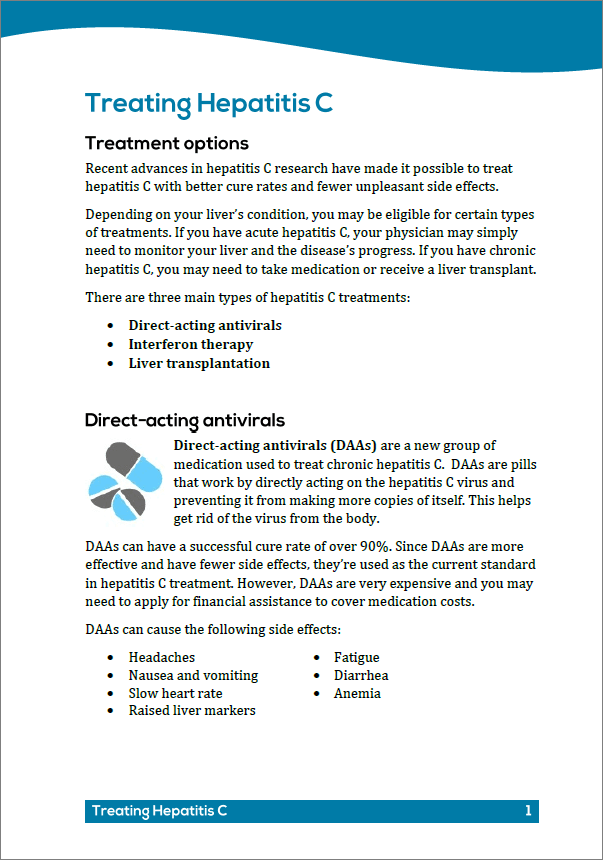 Treating Hepatitis C
Treatment options
Recent advances in hepatitis C research have made it possible to treat
hepatitis C with better cure rates and fewer unpleasant side effects.
Depending on your liver's condition, you may be eligible for certain types
of treatments. If you have acute hepatitis C, your physician may simply
need to monitor your liver and the disease's progress. If you have chronic
hepatitis C, you may need to take medication or receive a liver transplant.
There are three main types of hepatitis C treatments:
• Direct-acting antivirals
• Interferon therapy
• Liver transplantation
Direct-acting antivirals
Direct-acting antivirals (DAAs) are a new group of
medication used to treat chronic hepatitis C.  DAAs are pills
that work by directly acting on the hepatitis C virus and
preventing it from making more copies of itself. This helps
get rid of the virus from the body.
DAAs can have a successful cure rate of over 90%. Since DAAs are more
effective and have fewer side effects, they're used as the current standard
in hepatitis C treatment. However, DAAs are very expensive and you may
need to apply for financial assistance to cover medication costs.
DAAs can cause the following side effects:
• Headaches
• Nausea and vomiting
• Slow heart rate
• Raised liver markers
• Fatigue
• Diarrhea
• Anemia
Treating Hepatitis C 1